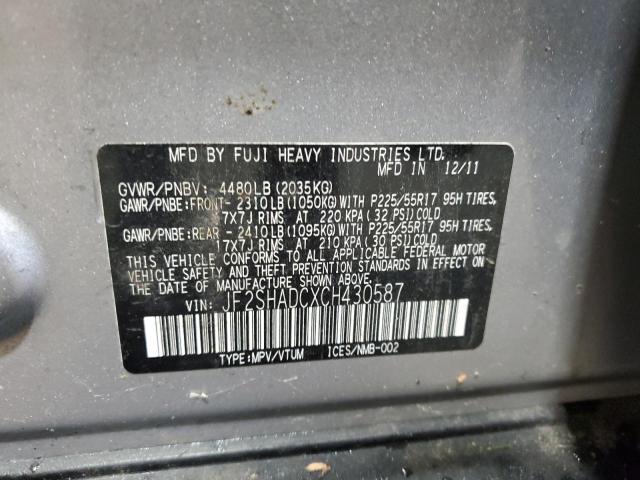 MFD BY FUJI HEAVY INDUSTRIES LTD.
MFD IN 12/11
GVWR/PNBV: 4480LB (2035KG)
GAWR/PNBE:FRONT- 2310LB(1050KG)WITH P225/55R17 95H TIRES,
17X7J RIMS AT 220 KPA ( 32 PSI)COLD
GAWR/PNBE:REAR - 2410LB(1095KG)WITH P225/55R17 95H TIRES,
17X7J RIMS AT 210 KPA ( 30 PSI)COLD
THIS VEHICLE CONFORMS TO ALL APPLICABLE FEDERAL MOTOR
VEHICLE SAFETY AND THEFT PREVENTION STANDARDS IN EFFECT ON
THE DATE OF MANUFACTURE SHOWN ABOVE.
VIN: JF2SHADCXCH430587
TYPE:MPV/VTUM ICES/NMB-002